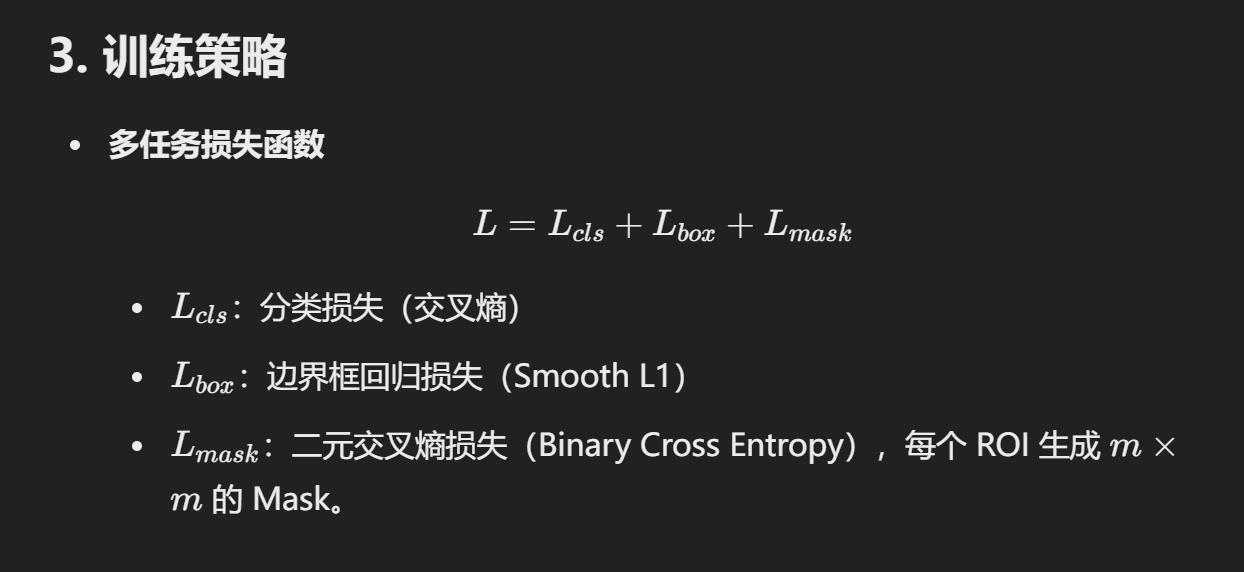 3. 训练策略
• 多任务损失函数
L = L_{cls} + L_{box} + L_{mask}
• L_{cls}：分类损失（交叉熵）
• L_{box}：边界框回归损失（Smooth L1）
• L_{mask}：二元交叉熵损失（Binary Cross Entropy），每个 ROI 生成 m ×
m 的 Mask。